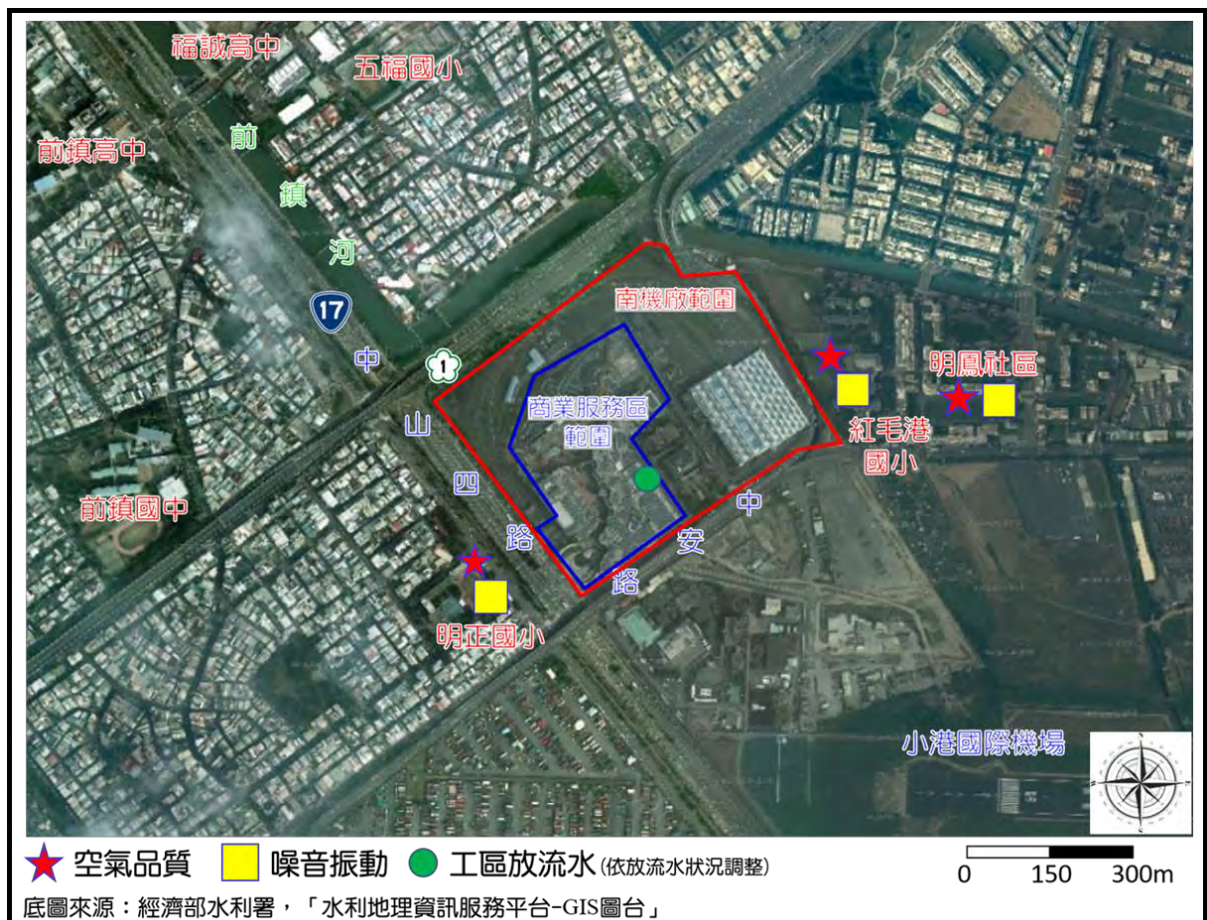 福誠高中
五福國小
前鎮高中
前
鎮
河
17
中
1
南機廠範圍
明鳳社區
商業服務區
範圍
山
紅毛港
國小
四
前鎮國中
中
路
安
路
明正國小
小港國際機場
空氣品質 噪音振動 工區放流水(依放流水狀況調整)
0 150 300m
底圖來源：經濟部水利署，「水利地理資訊服務平台-GIS圖台」